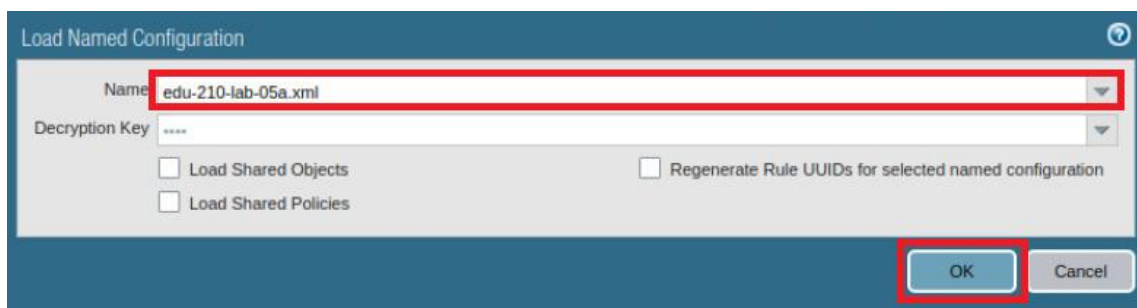 Load Named Configuration
Name edu-210-lab-05a.xml
Decryption Key ----
Load Shared Objects Regenerate Rule UUIDs for selected named configuration
Load Shared Policies
OK Cancel